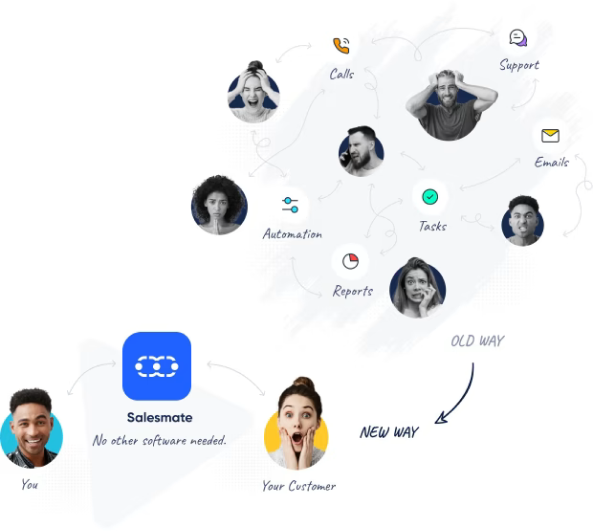 Calls
Support
Emails
Automation
Tasks
Reports
OLD WAY
Salesmate
No other software needed.
NEW WAY
You
Your Customer